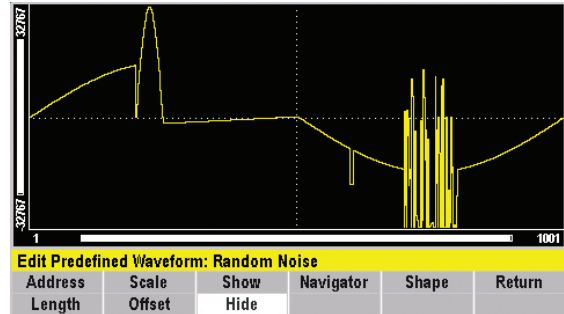 32767
-32767
1 1001
Edit Predefined Waveform: Random Noise
Address Scale Show Navigator Shape Return
Length Offset Hide